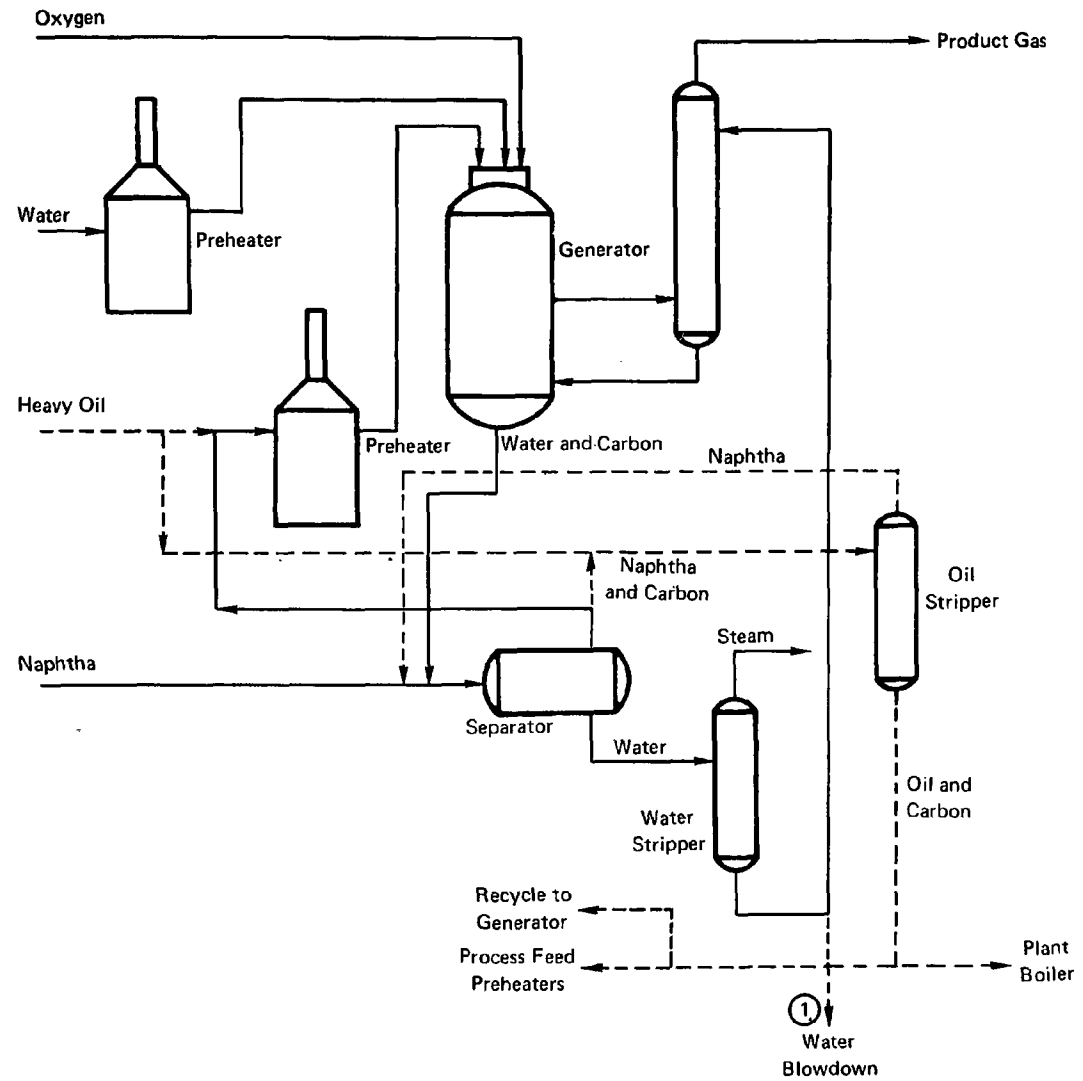 Oxygen
Product Gas
Water
Preheater
Generator
Heavy Oil
Preheater
Water and Carbon
Naphtha
Naphtha
and Carbon
Oil
Stripper
Steam
Naphtha
Separator
Water
Oil and
Carbon
Water
Stripper
Recycle to
Generator
Process Feed
Preheaters
Plant
Boiler
1
Water
Blowdown